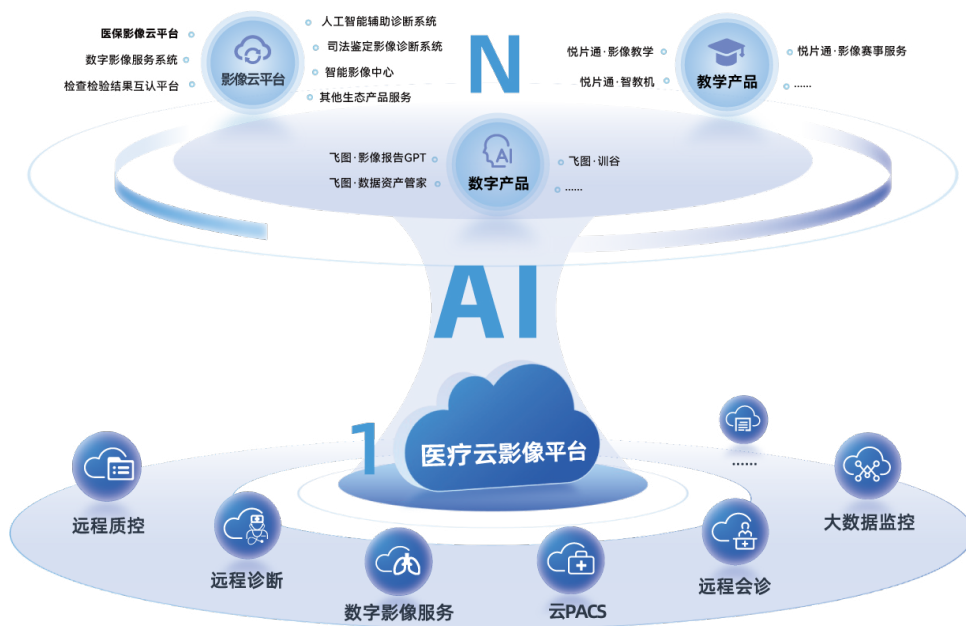 医保影像云平台
数字影像服务系统
检查检验结果互认平台
影像云平台
人工智能辅助诊断系统
司法鉴定影像诊断系统
智能影像中心
其他生态产品服务
N
悦片通·影像教学
悦片通·智教机
教学产品
悦片通·影像赛事服务
......
飞图·影像报告GPT
飞图·数据资产管家
AI
数字产品
飞图·训谷
......
AI
1
医疗云影像平台
远程质控
远程诊断
数字影像服务
云PACS
远程会诊
......
大数据监控